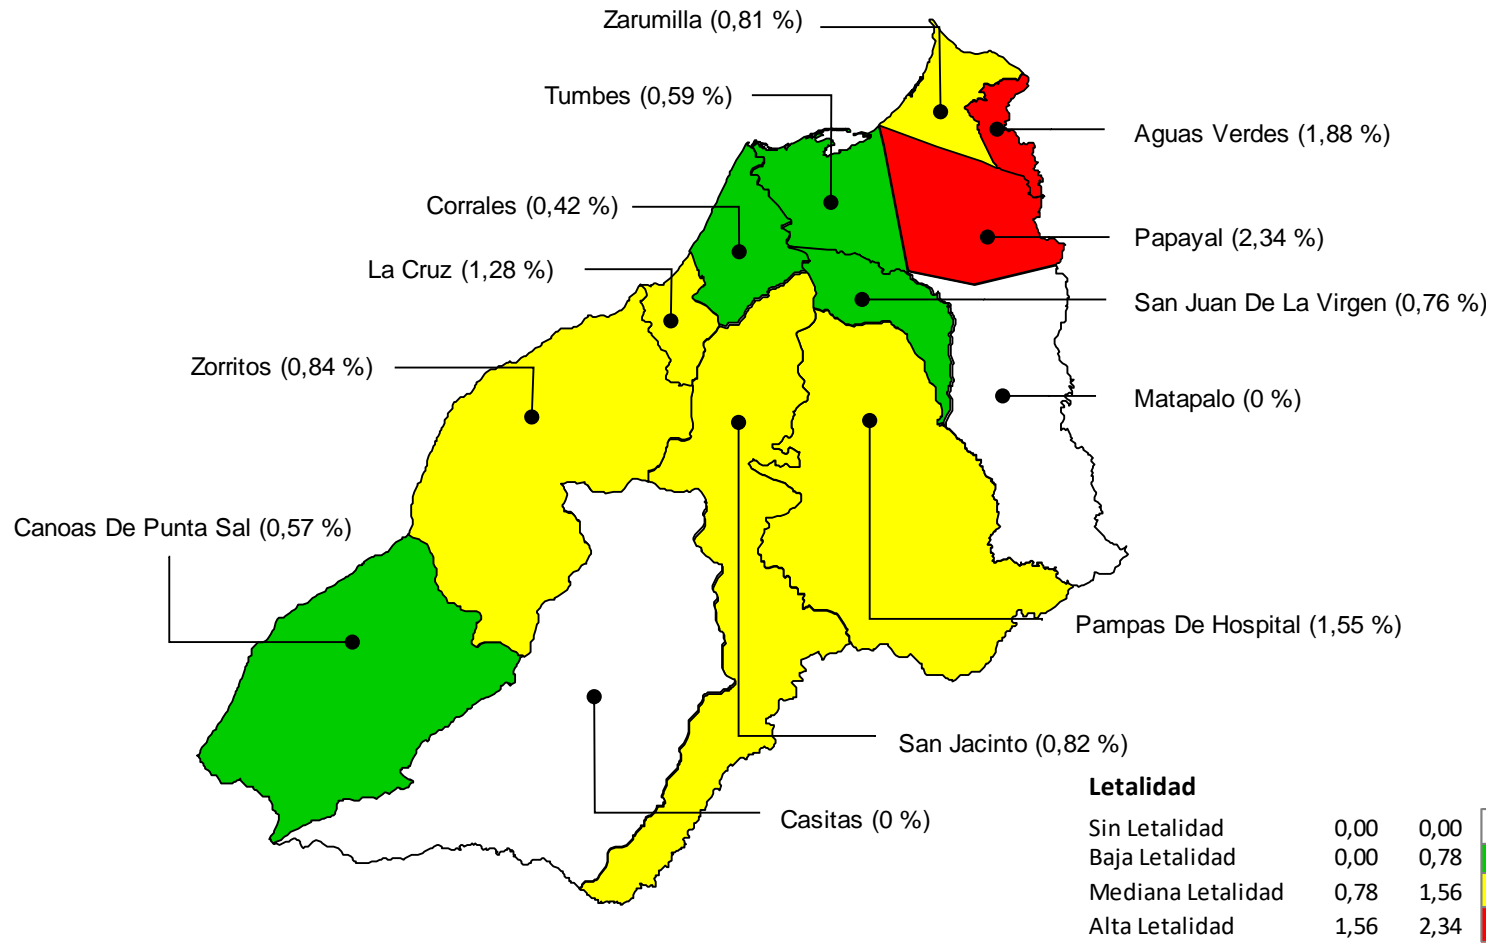 Zarumilla (0,81 %)
Tumbes (0,59 %)
Aguas Verdes (1,88 %)
Corrales (0,42 %)
Papayal (2,34 %)
La Cruz (1,28 %)
San Juan De La Virgen (0,76 %)
Zorritos (0,84 %)
Matapalo (0 %)
Canoas De Punta Sal (0,57 %)
Pampas De Hospital (1,55 %)
San Jacinto (0,82 %)
Casitas (0 %)
Letalidad
Sin Letalidad 0,00 0,00
Baja Letalidad 0,00 0,78
Mediana Letalidad 0,78 1,56
Alta Letalidad 1,56 2,34